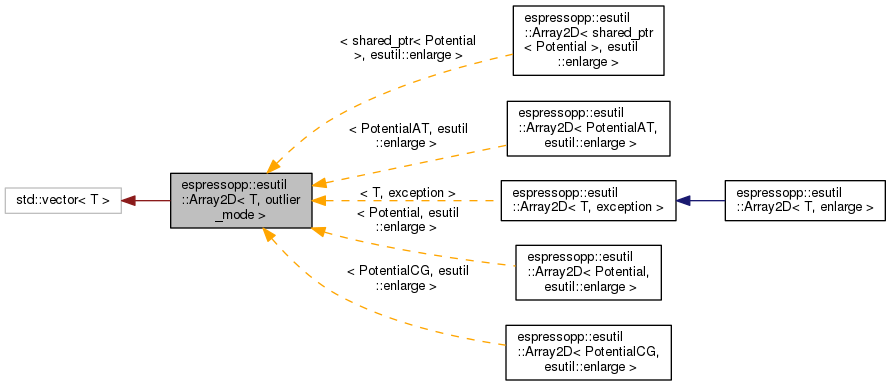 std::vector< T >
espressopp::esutil
::Array2D< T, outlier
_mode >
< shared_ptr< Potential
>, esutil::enlarge >
< PotentialAT, esutil
::enlarge >
< T, exception >
< Potential, esutil
::enlarge >
< PotentialCG, esutil
::enlarge >
espressopp::esutil
::Array2D< shared_ptr
< Potential >, esutil
::enlarge >
espressopp::esutil
::Array2D< PotentialAT,
esutil::enlarge >
espressopp::esutil
::Array2D< T, exception >
espressopp::esutil
::Array2D< T, enlarge >
espressopp::esutil
::Array2D< Potential,
esutil::enlarge >
espressopp::esutil
::Array2D< PotentialCG,
esutil::enlarge >